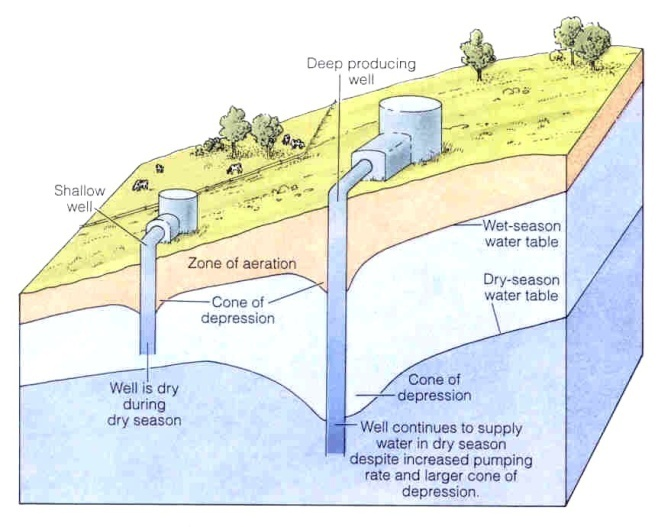 Deep producing
well
Shallow
well
Wet-season
water table
Zone of aeration
Dry-season
water table
Cone of
depression
Well is dry
during
dry season
Cone of
depression
Well continues to supply
water in dry season
despite increased pumping
rate and larger cone of
depression.